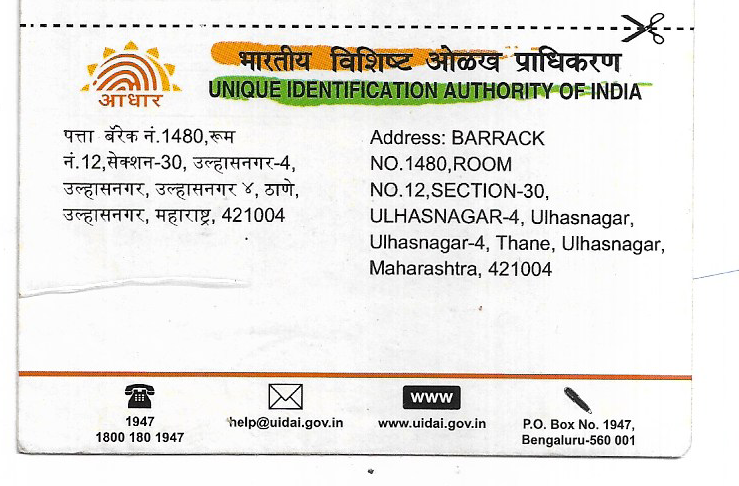 भारतीय विशिष्ट ओळख प्राधिकरण
UNIQUE IDENTIFICATION AUTHORITY OF INDIA
आधार
पत्ता बॅरेक नं.1480,रूम
नं.12,सेक्शन-30, उल्हासनगर-4,
उल्हासनगर, उल्हासनगर ४, ठाणे,
उल्हासनगर, महाराष्ट्र, 421004
Address: BARRACK
NO.1480,ROOM
NO.12,SECTION-30,
ULHASNAGAR-4, Ulhasnagar,
Ulhasnagar-4, Thane, Ulhasnagar,
Maharashtra, 421004
1947
1800 180 1947
help@uidai.gov.in
www
www.uidai.gov.in
P.O. Box No. 1947,
Bengaluru-560 001